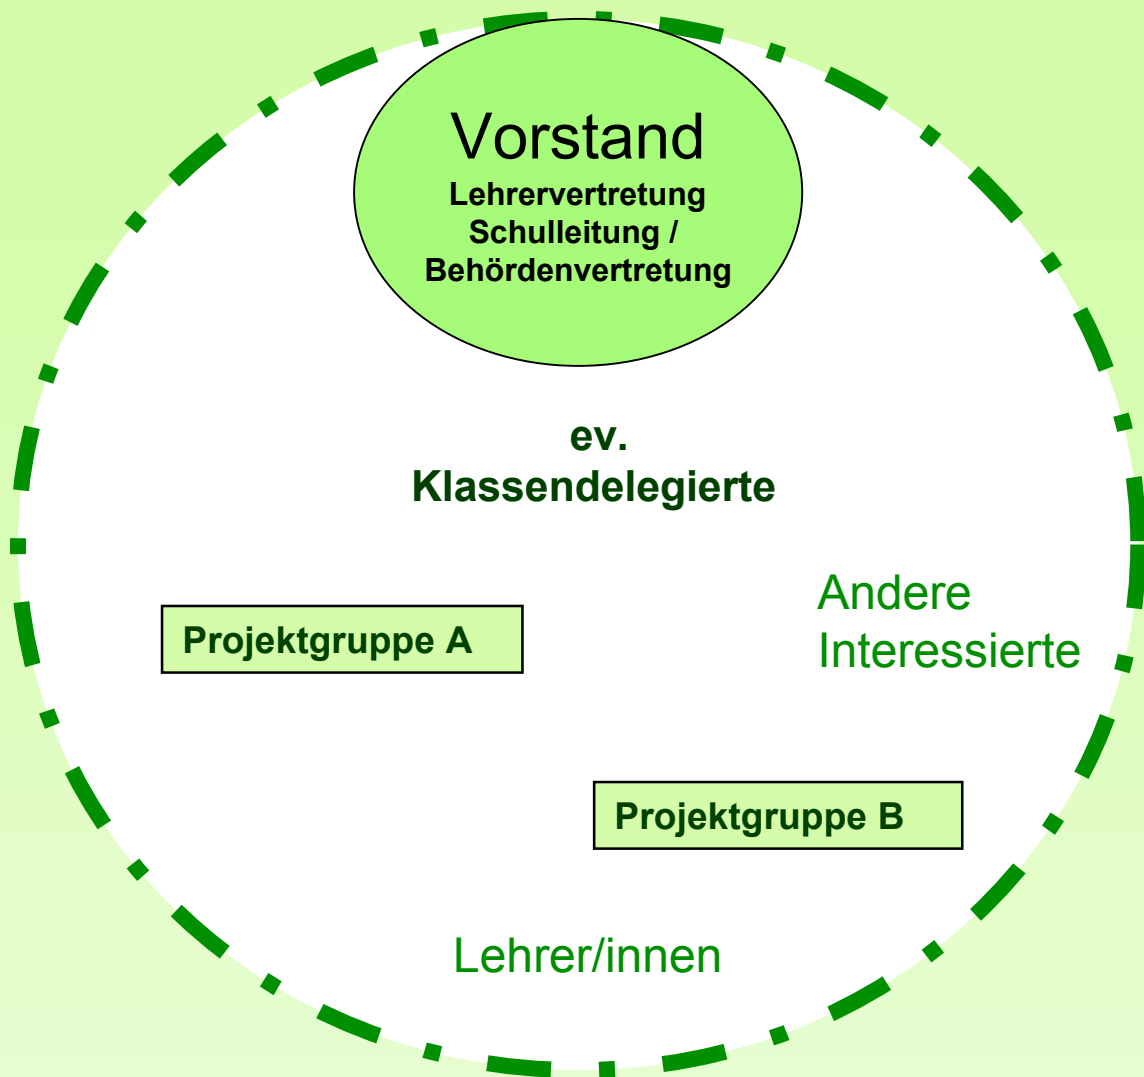 Vorstand
Lehrervertretung
Schulleitung /
Behördenvertretung
ev.
Klassendelegierte
Andere
Interessierte
Projektgruppe A
Projektgruppe B
Lehrer/innen